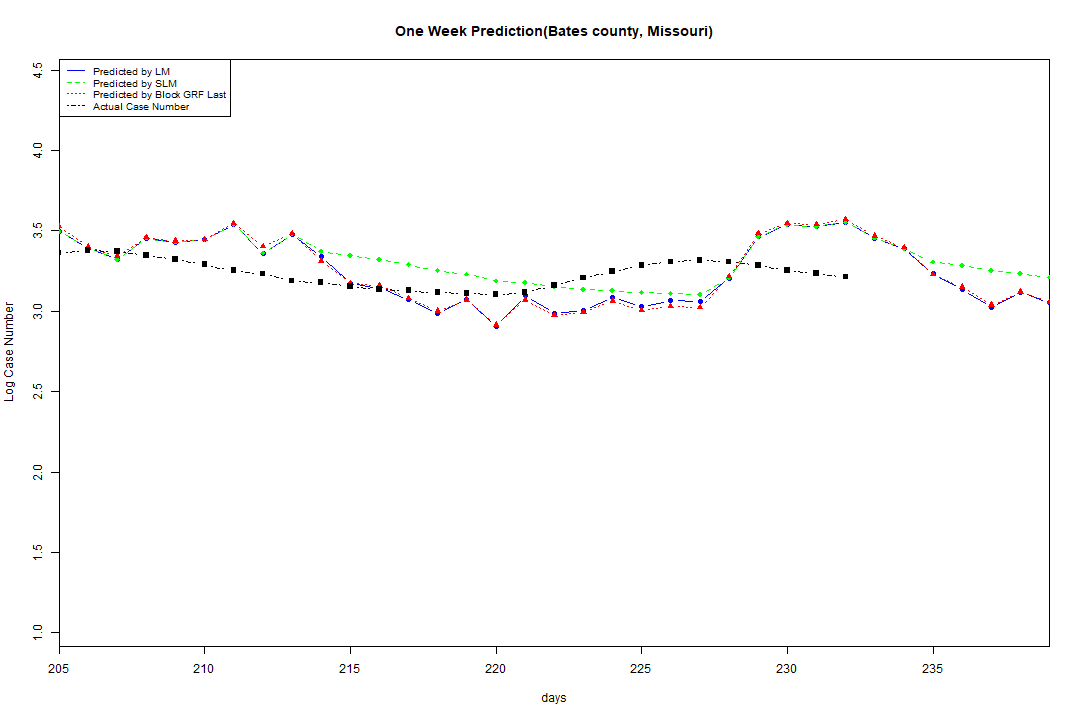 One Week Prediction(Bates county, Missouri)
Predicted by LM
Predicted by SLM
Predicted by Block GRF Last
Actual Case Number
4.5
4.0
3.5
3.0
2.5
2.0
1.5
1.0
Log Case Number
205 210 215 220 225 230 235
days